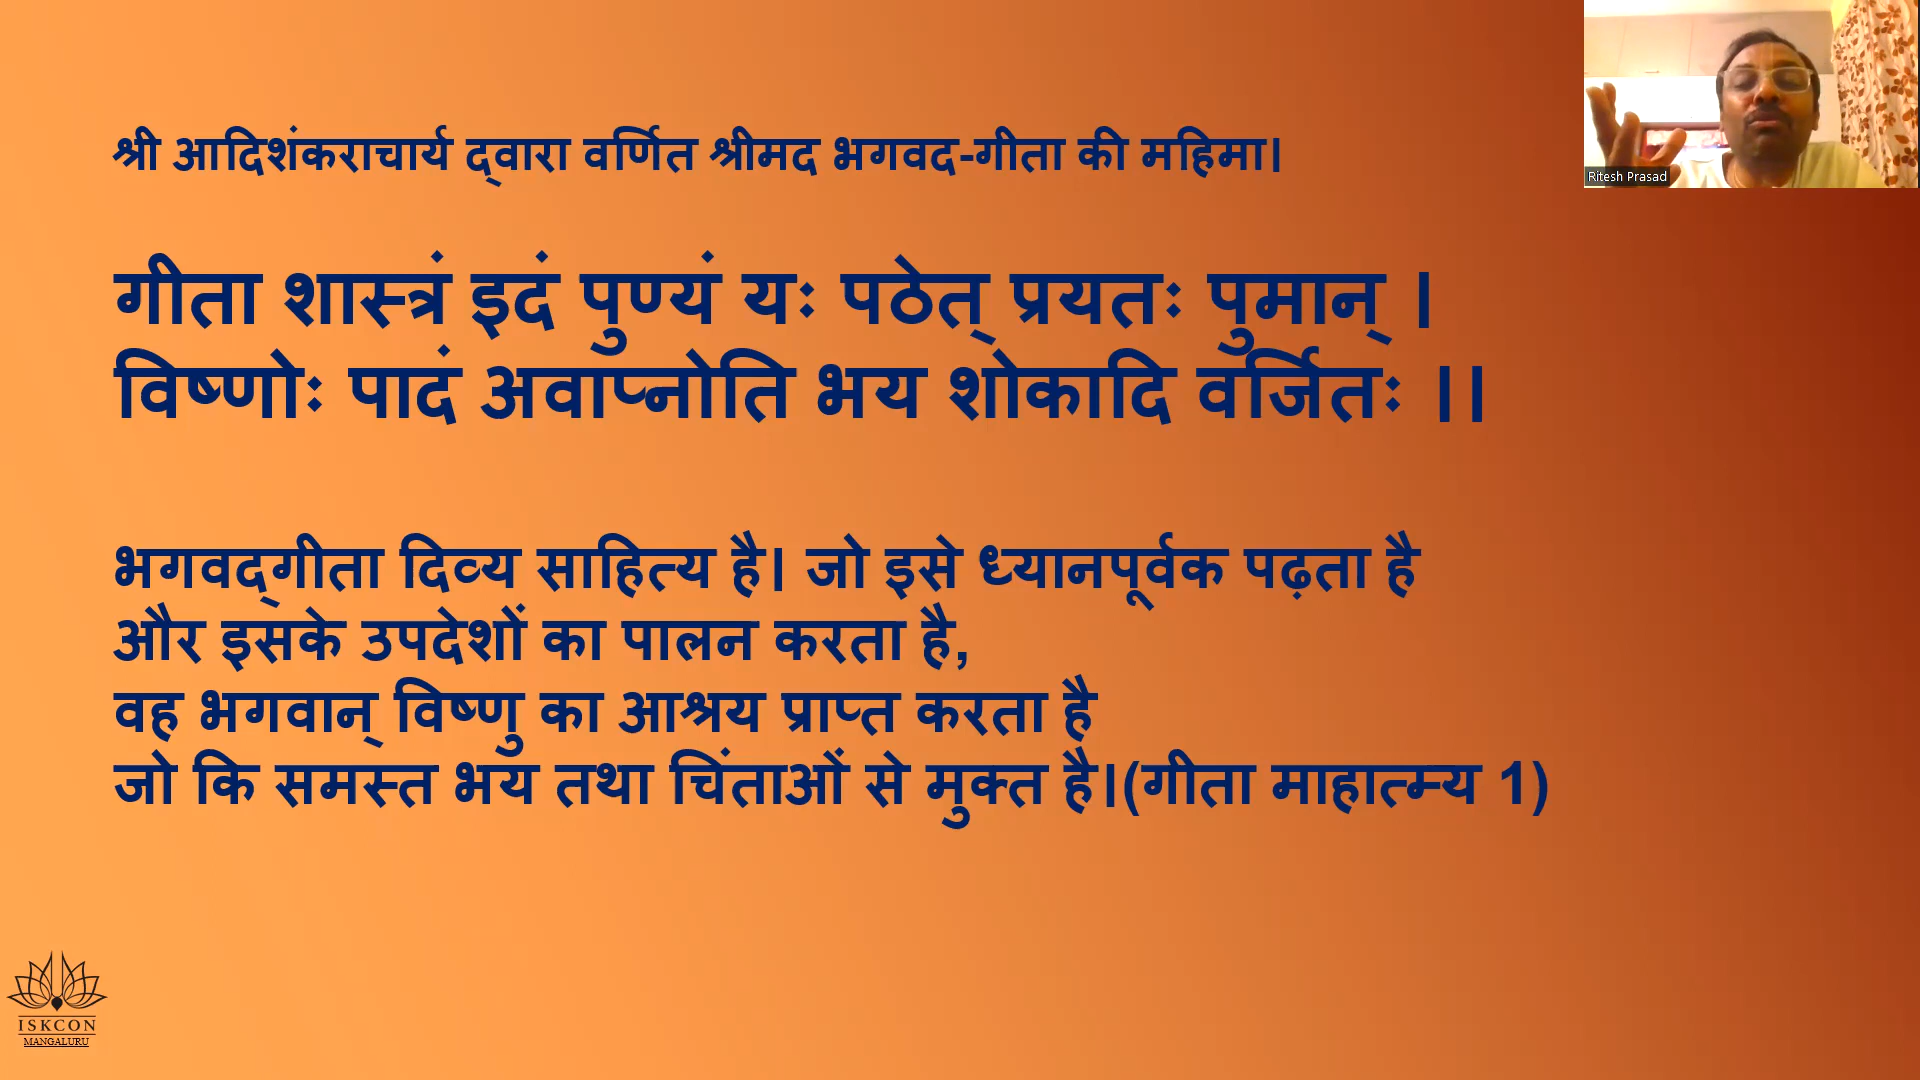 श्री आदिशंकराचार्य द्वारा वर्णित श्रीमद भगवद-गीता की महिमा।
Ritesh Prasad
गीता शास्त्रं इदं पुण्यं यः पठेत् प्रयतः पुमान् ।
विष्णोः पादं अवाप्नोति भय शोकादि वर्जितः ।।
भगवद्गीता दिव्य साहित्य है। जो इसे ध्यानपूर्वक पढ़ता है
और इसके उपदेशों का पालन करता है,
वह भगवान् विष्णु का आश्रय प्राप्त करता है
जो कि समस्त भय तथा चिंताओं से मुक्त है।(गीता माहात्म्य 1)
ISKCON
MANGALURU